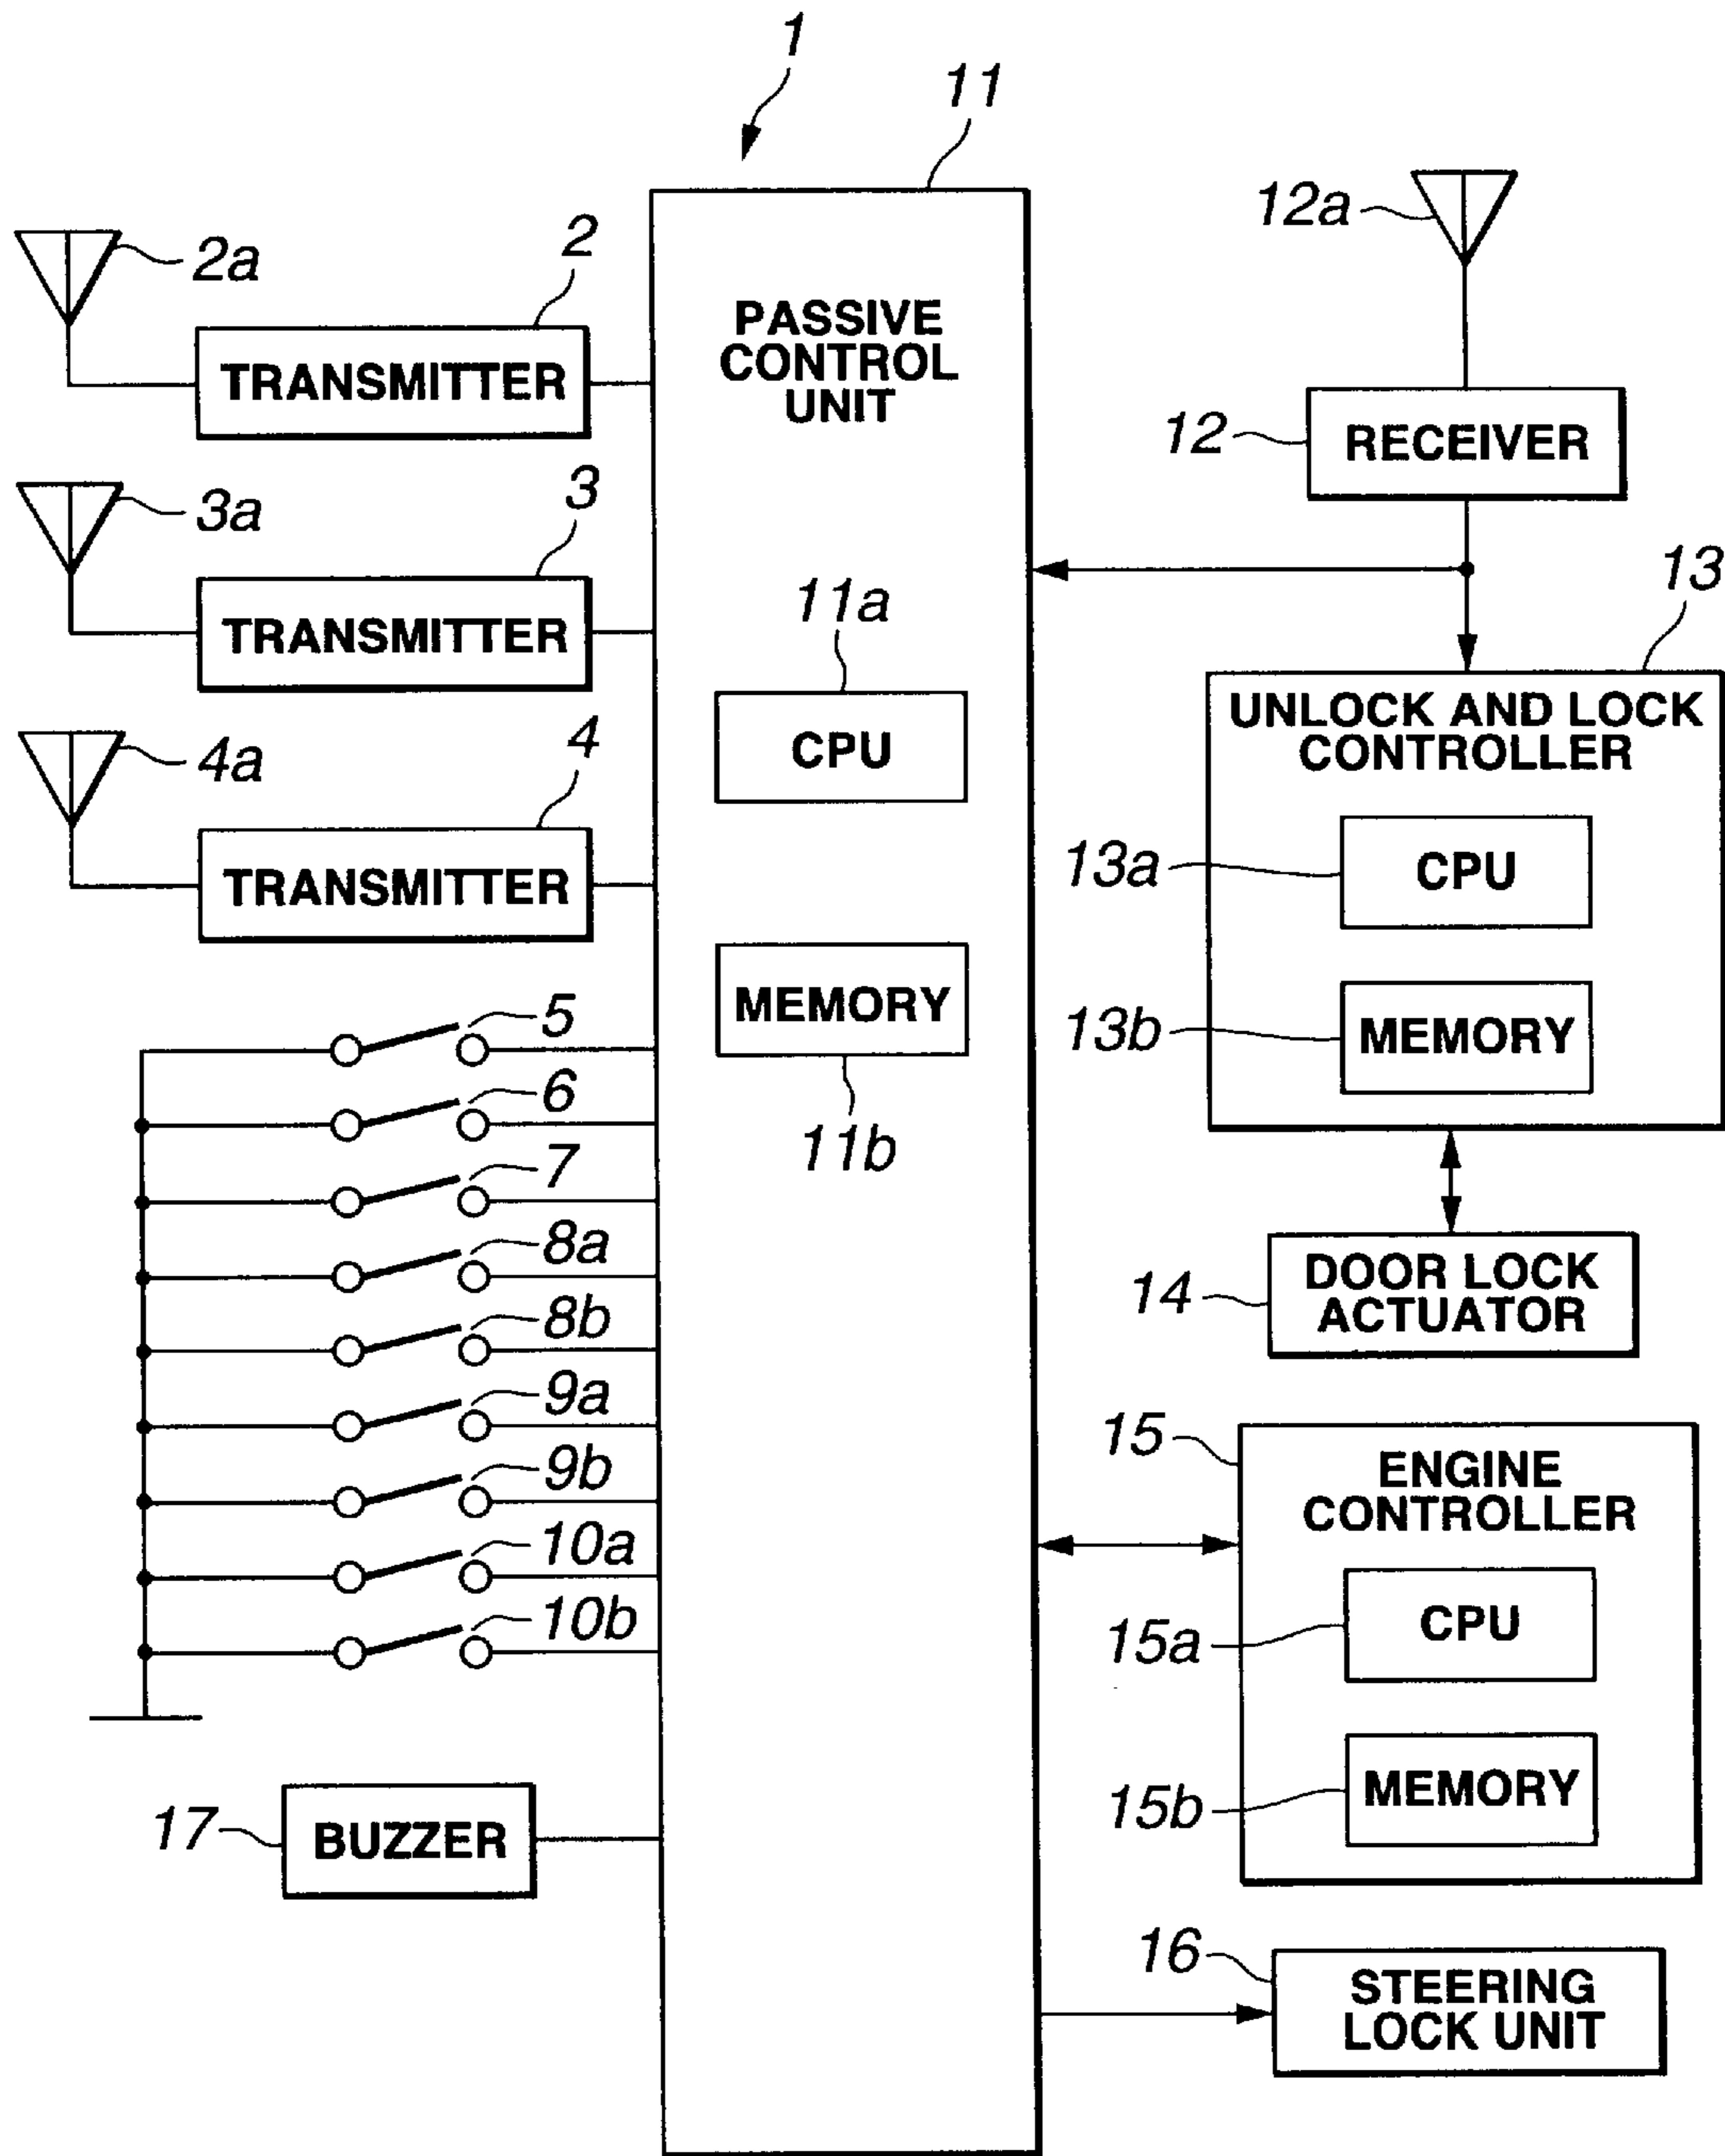 1
11
12a
2a
2
TRANSMITTER
PASSIVE
CONTROL
UNIT
12
RECEIVER
3a
3
TRANSMITTER
13
11a
CPU
UNLOCK AND LOCK
CONTROLLER
4a
4
TRANSMITTER
13a
CPU
MEMORY
11b
13b
MEMORY
5
6
7
8a
8b
9a
9b
10a
10b
14
DOOR LOCK
ACTUATOR
15
ENGINE
CONTROLLER
15a
CPU
15b
MEMORY
17
BUZZER
16
STEERING
LOCK UNIT